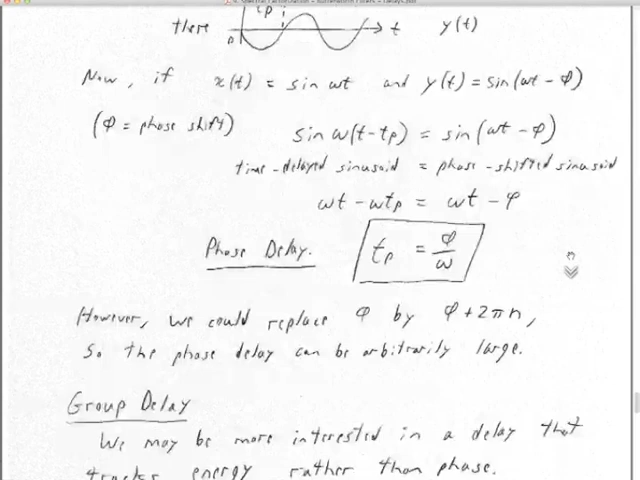 there tp t y(t)
0
Now, if x(t) = sin ωt and y(t) = sin(ωt - φ)
(φ = phase shift)
sin ω(t - tp) = sin(ωt - φ)
time-delayed sinusoid = phase-shifted sinusoid
ωt - ωtp = ωt - φ
Phase Delay. tp = φ/ω
However, we could replace φ by φ + 2πn,
so the phase delay can be arbitrarily large.
Group Delay
We may be more interested in a delay that
tracks energy rather than phase.